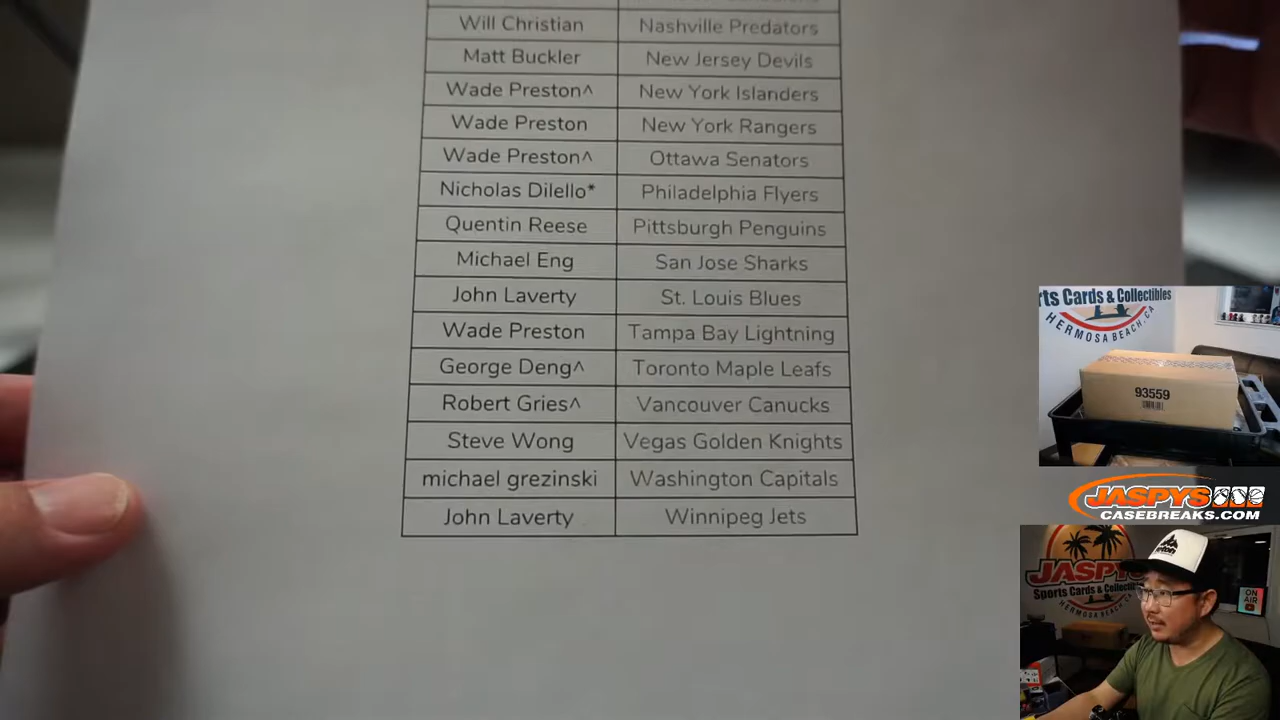 Will Christian Nashville Predators
Matt Buckler New Jersey Devils
Wade Preston^ New York Islanders
Wade Preston New York Rangers
Wade Preston^ Ottawa Senators
Nicholas Dilello* Philadelphia Flyers
Quentin Reese Pittsburgh Penguins
Michael Eng San Jose Sharks
John Laverty St. Louis Blues
Wade Preston Tampa Bay Lightning
George Deng^ Toronto Maple Leafs
Robert Gries^ Vancouver Canucks
Steve Wong Vegas Golden Knights
michael grezinski Washington Capitals
John Laverty Winnipeg Jets
rts Cards & Collectibles
HERMOSA BEACH, CA
93559
JASPYS
CASEBREAKS.COM
JASPYS
Sports Cards & Collectib
HERMOSA BEACH
ON
AIR